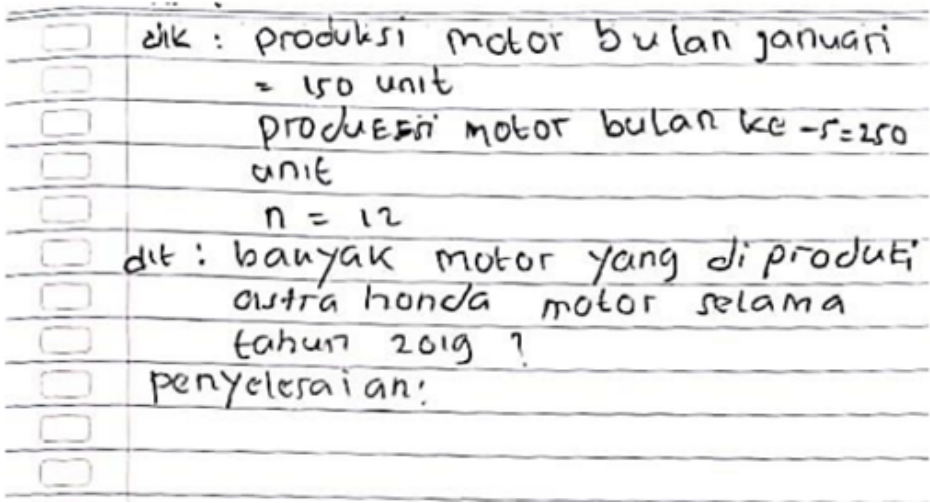 dik : produksi motor bulan januari
= 150 unit
produksi motor bulan ke-5=250
unit
n = 12
dit : banyak motor yang di produti
astra honda motor selama
tahun 2019 ?
penyelesaian: